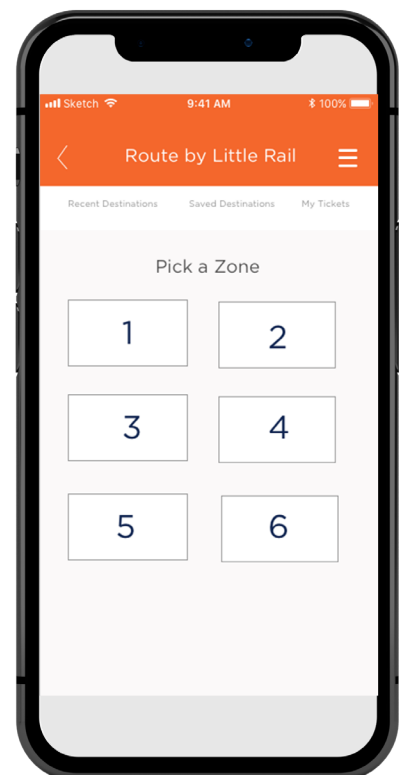 Sketch 9:41 AM 100%
Route by Little Rail
Recent Destinations Saved Destinations My Tickets
Pick a Zone
1 2
3 4
5 6